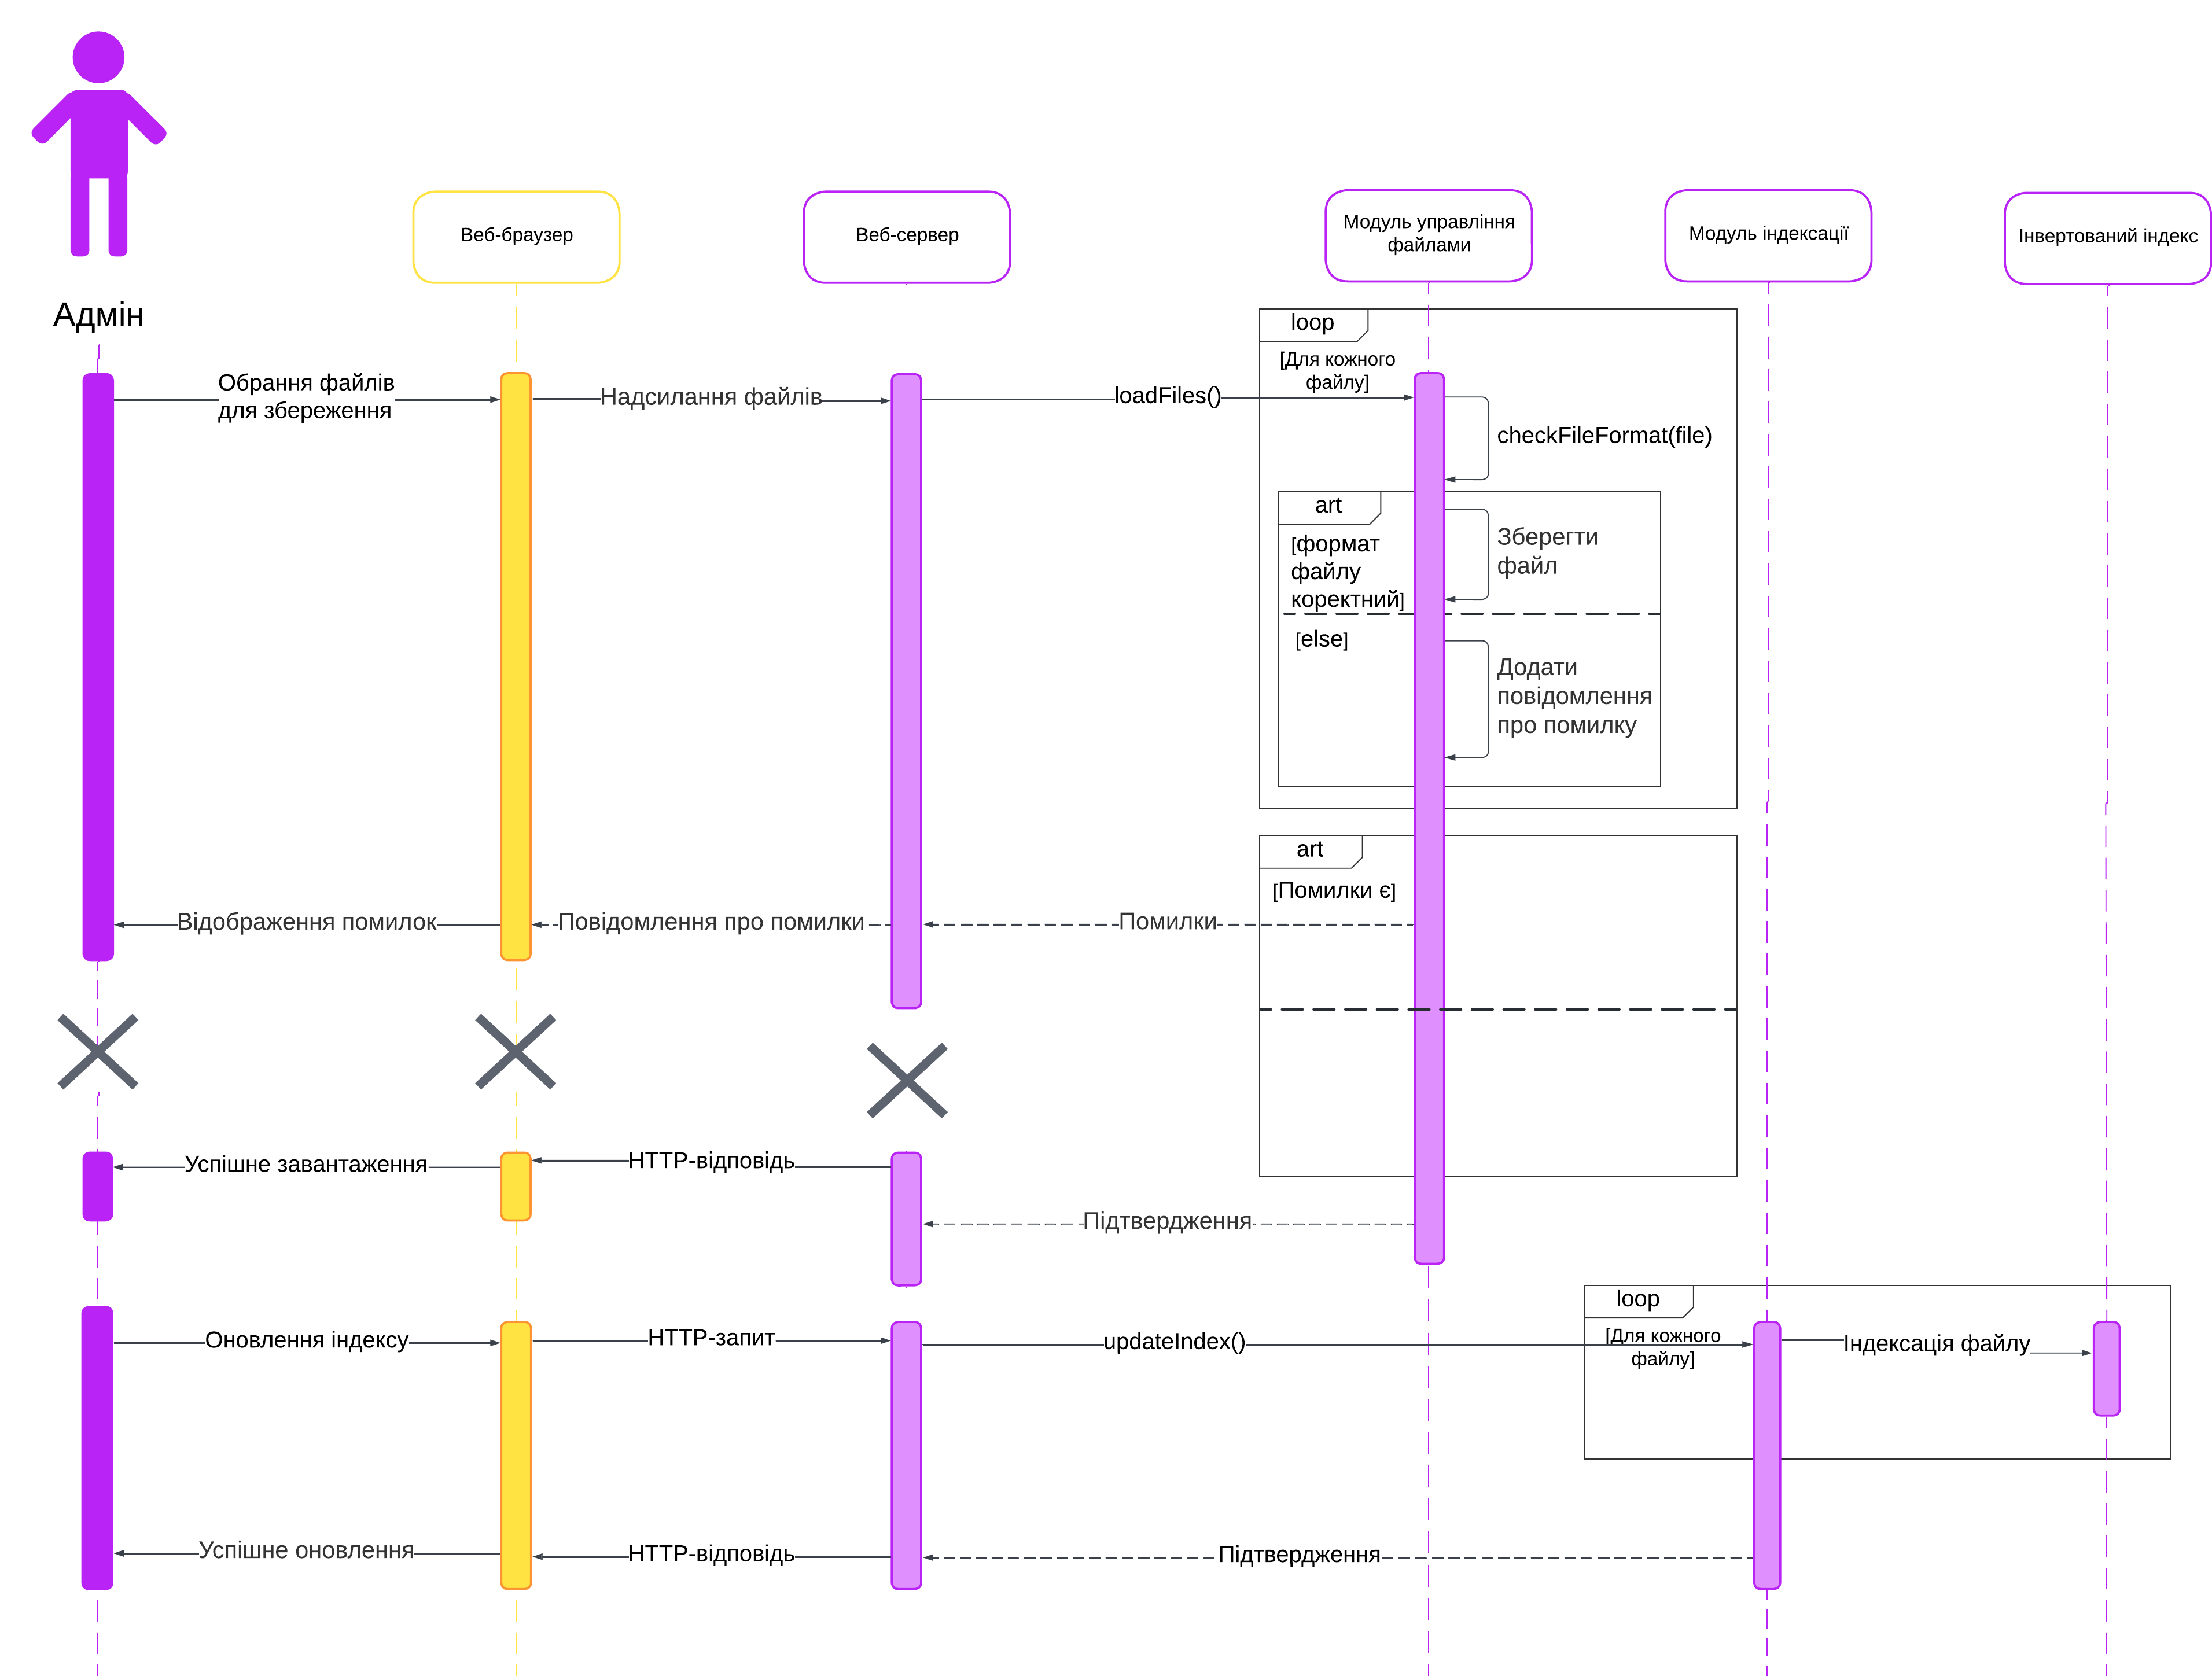 Адмін
Веб-браузер
Веб-сервер
Модуль управління
файлами
Модуль індексації
Інвертований індекс
loop
[Для кожного
файлу]
Обрання файлів
для збереження
Надсилання файлів
loadFiles()
checkFileFormat(file)
art
[формат
файлу
коректний]
Зберегти
файл
[else]
Додати
повідомлення
про помилку
art
[Помилки є]
Відображення помилок
Повідомлення про помилки
Помилки
Успішне завантаження
HTTP-відповідь
Підтвердження
loop
[Для кожного
файлу]
Оновлення індексу
HTTP-запит
updateIndex()
Індексація файлу
Успішне оновлення
HTTP-відповідь
Підтвердження